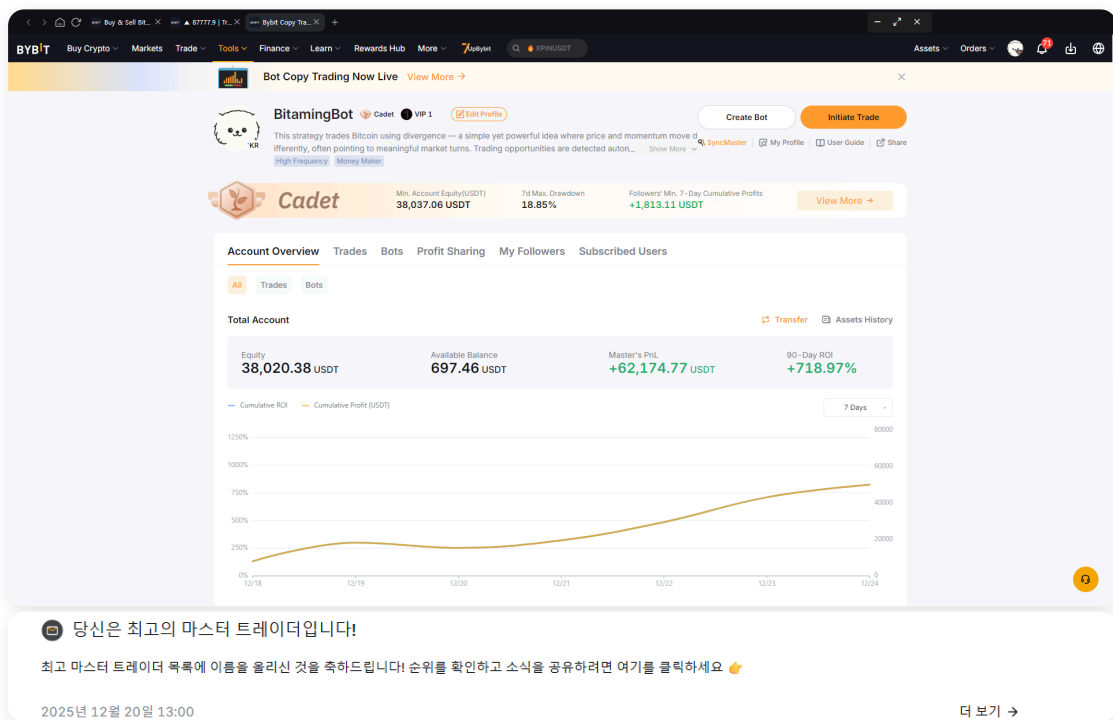 Buy & Sell Bit... ▲ 87777.9 | Tr... Bybit Copy Tra...
BYBIT Buy Crypto Markets Trade Tools Finance Learn Rewards Hub More UpBybit XPINUSDT Assets Orders 71
Bot Copy Trading Now Live View More →
BitamingBot Cadet VIP 1 Edit Profile Create Bot Initiate Trade
This strategy trades Bitcoin using divergence — a simple yet powerful idea where price and momentum move d
ifferently, often pointing to meaningful market turns. Trading opportunities are detected autom... Show More SyncMaster My Profile User Guide Share
KR
High Frequency Money Maker
Cadet
Min. Account Equity(USDT) 7d Max. Drawdown Followers' Min. 7-Day Cumulative Profits
38,037.06 USDT 18.85% +1,813.11 USDT View More →
Account Overview Trades Bots Profit Sharing My Followers Subscribed Users
All Trades Bots
Total Account Transfer Assets History
Equity Available Balance Master's PnL 90-Day ROI
38,020.38 USDT 697.46 USDT +62,174.77 USDT +718.97%
Cumulative ROI Cumulative Profit (USDT) 7 Days
1250% 80000
1000% 60000
750% 40000
500% 20000
250%
0% 0
12/18 12/19 12/20 12/21 12/22 12/23 12/24
당신은 최고의 마스터 트레이더입니다!
최고 마스터 트레이더 목록에 이름을 올리신 것을 축하드립니다! 순위를 확인하고 소식을 공유하려면 여기를 클릭하세요 👉
2025년 12월 20일 13:00 더 보기 →